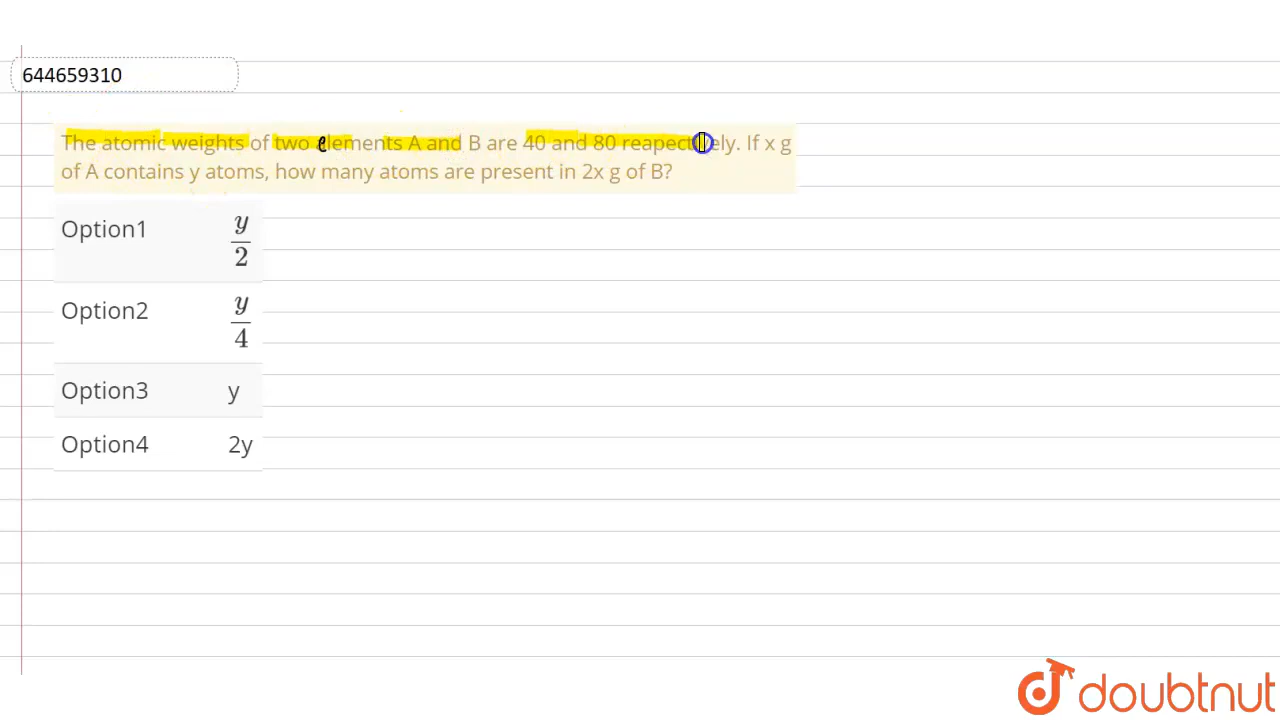 644659310
The atomic weights of two elements A and B are 40 and 80 reapectively. If x g
of A contains y atoms, how many atoms are present in 2x g of B?
Option1 y/2
Option2 y/4
Option3 y
Option4 2y
doubtnut